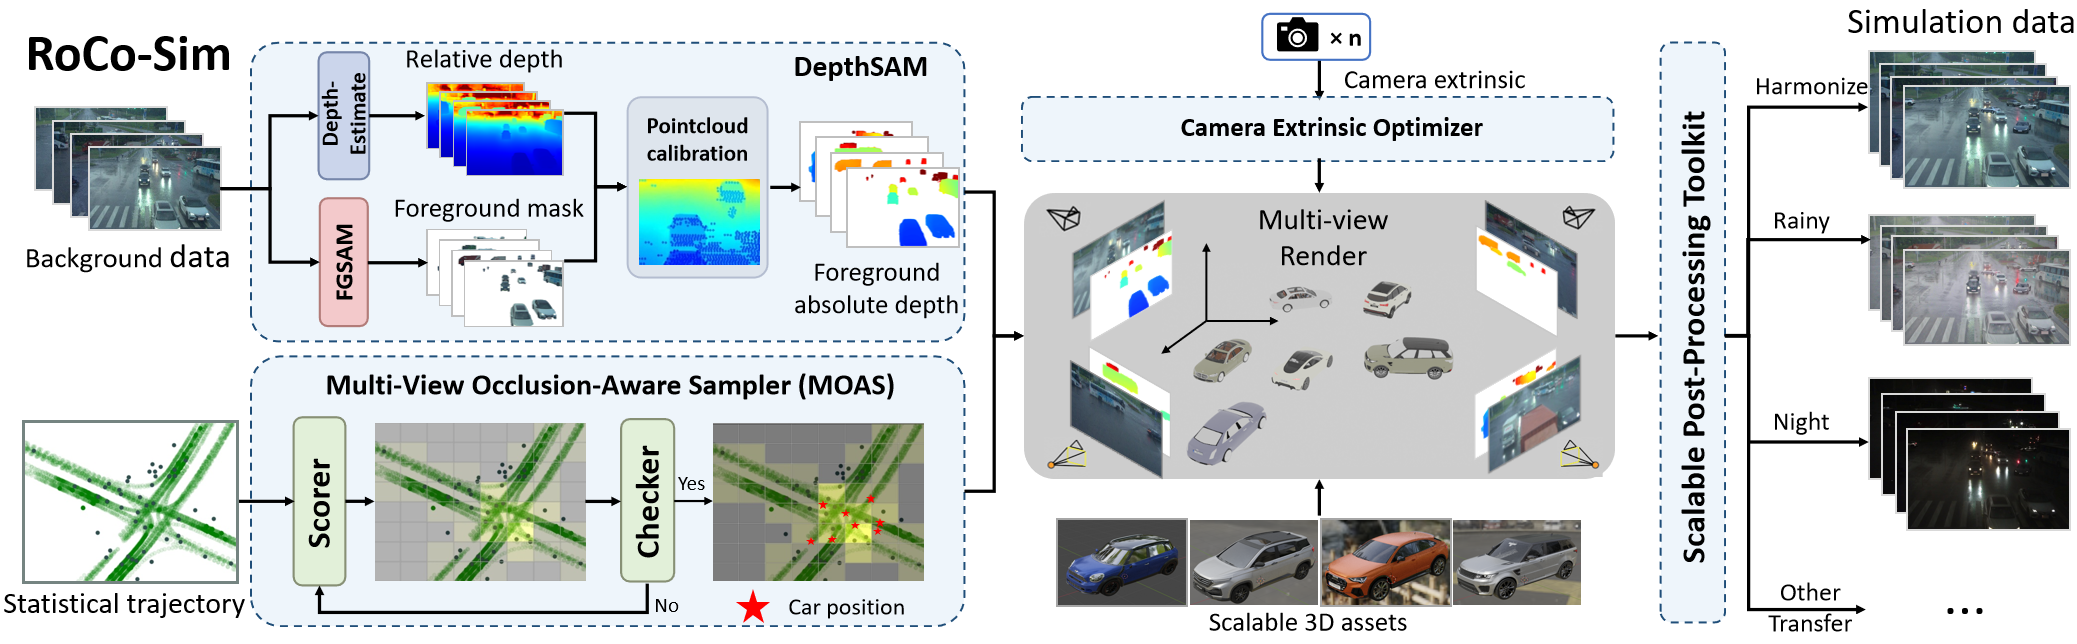 RoCo-Sim
Background data
Depth-
Estimate
Relative depth
DepthSAM
FGSAM
Foreground mask
Pointcloud
calibration
Foreground
absolute depth
Multi-View Occlusion-Aware Sampler (MOAS)
Statistical trajectory
Scorer
Checker
Yes
No
Car position
× n
Camera extrinsic
Camera Extrinsic Optimizer
Multi-view
Render
Scalable 3D assets
Scalable Post-Processing Toolkit
Simulation data
Harmonize
Rainy
Night
Other
Transfer
...